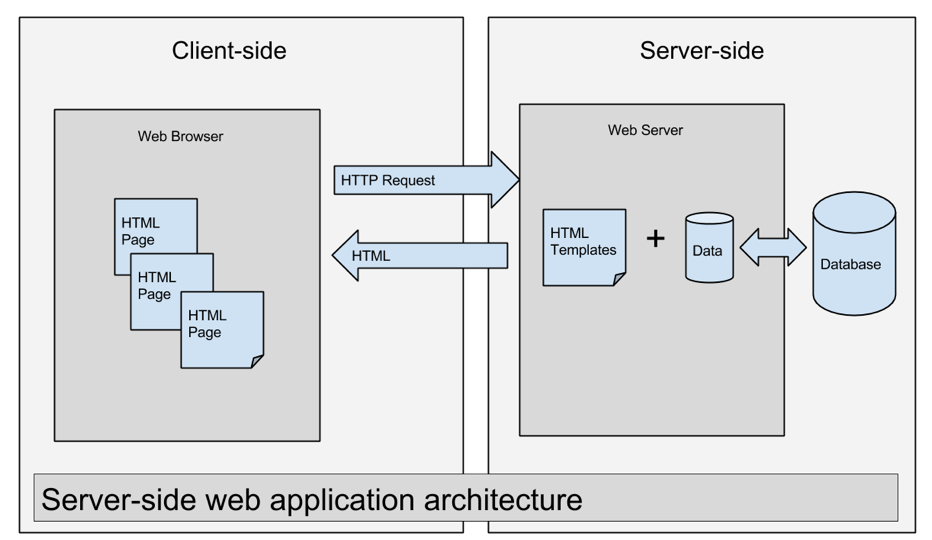 Client-side
Server-side
Web Browser
Web Server
HTTP Request
HTML
HTML
Page
HTML
Page
HTML
Page
HTML
Templates
+
Data
Database
Server-side web application architecture